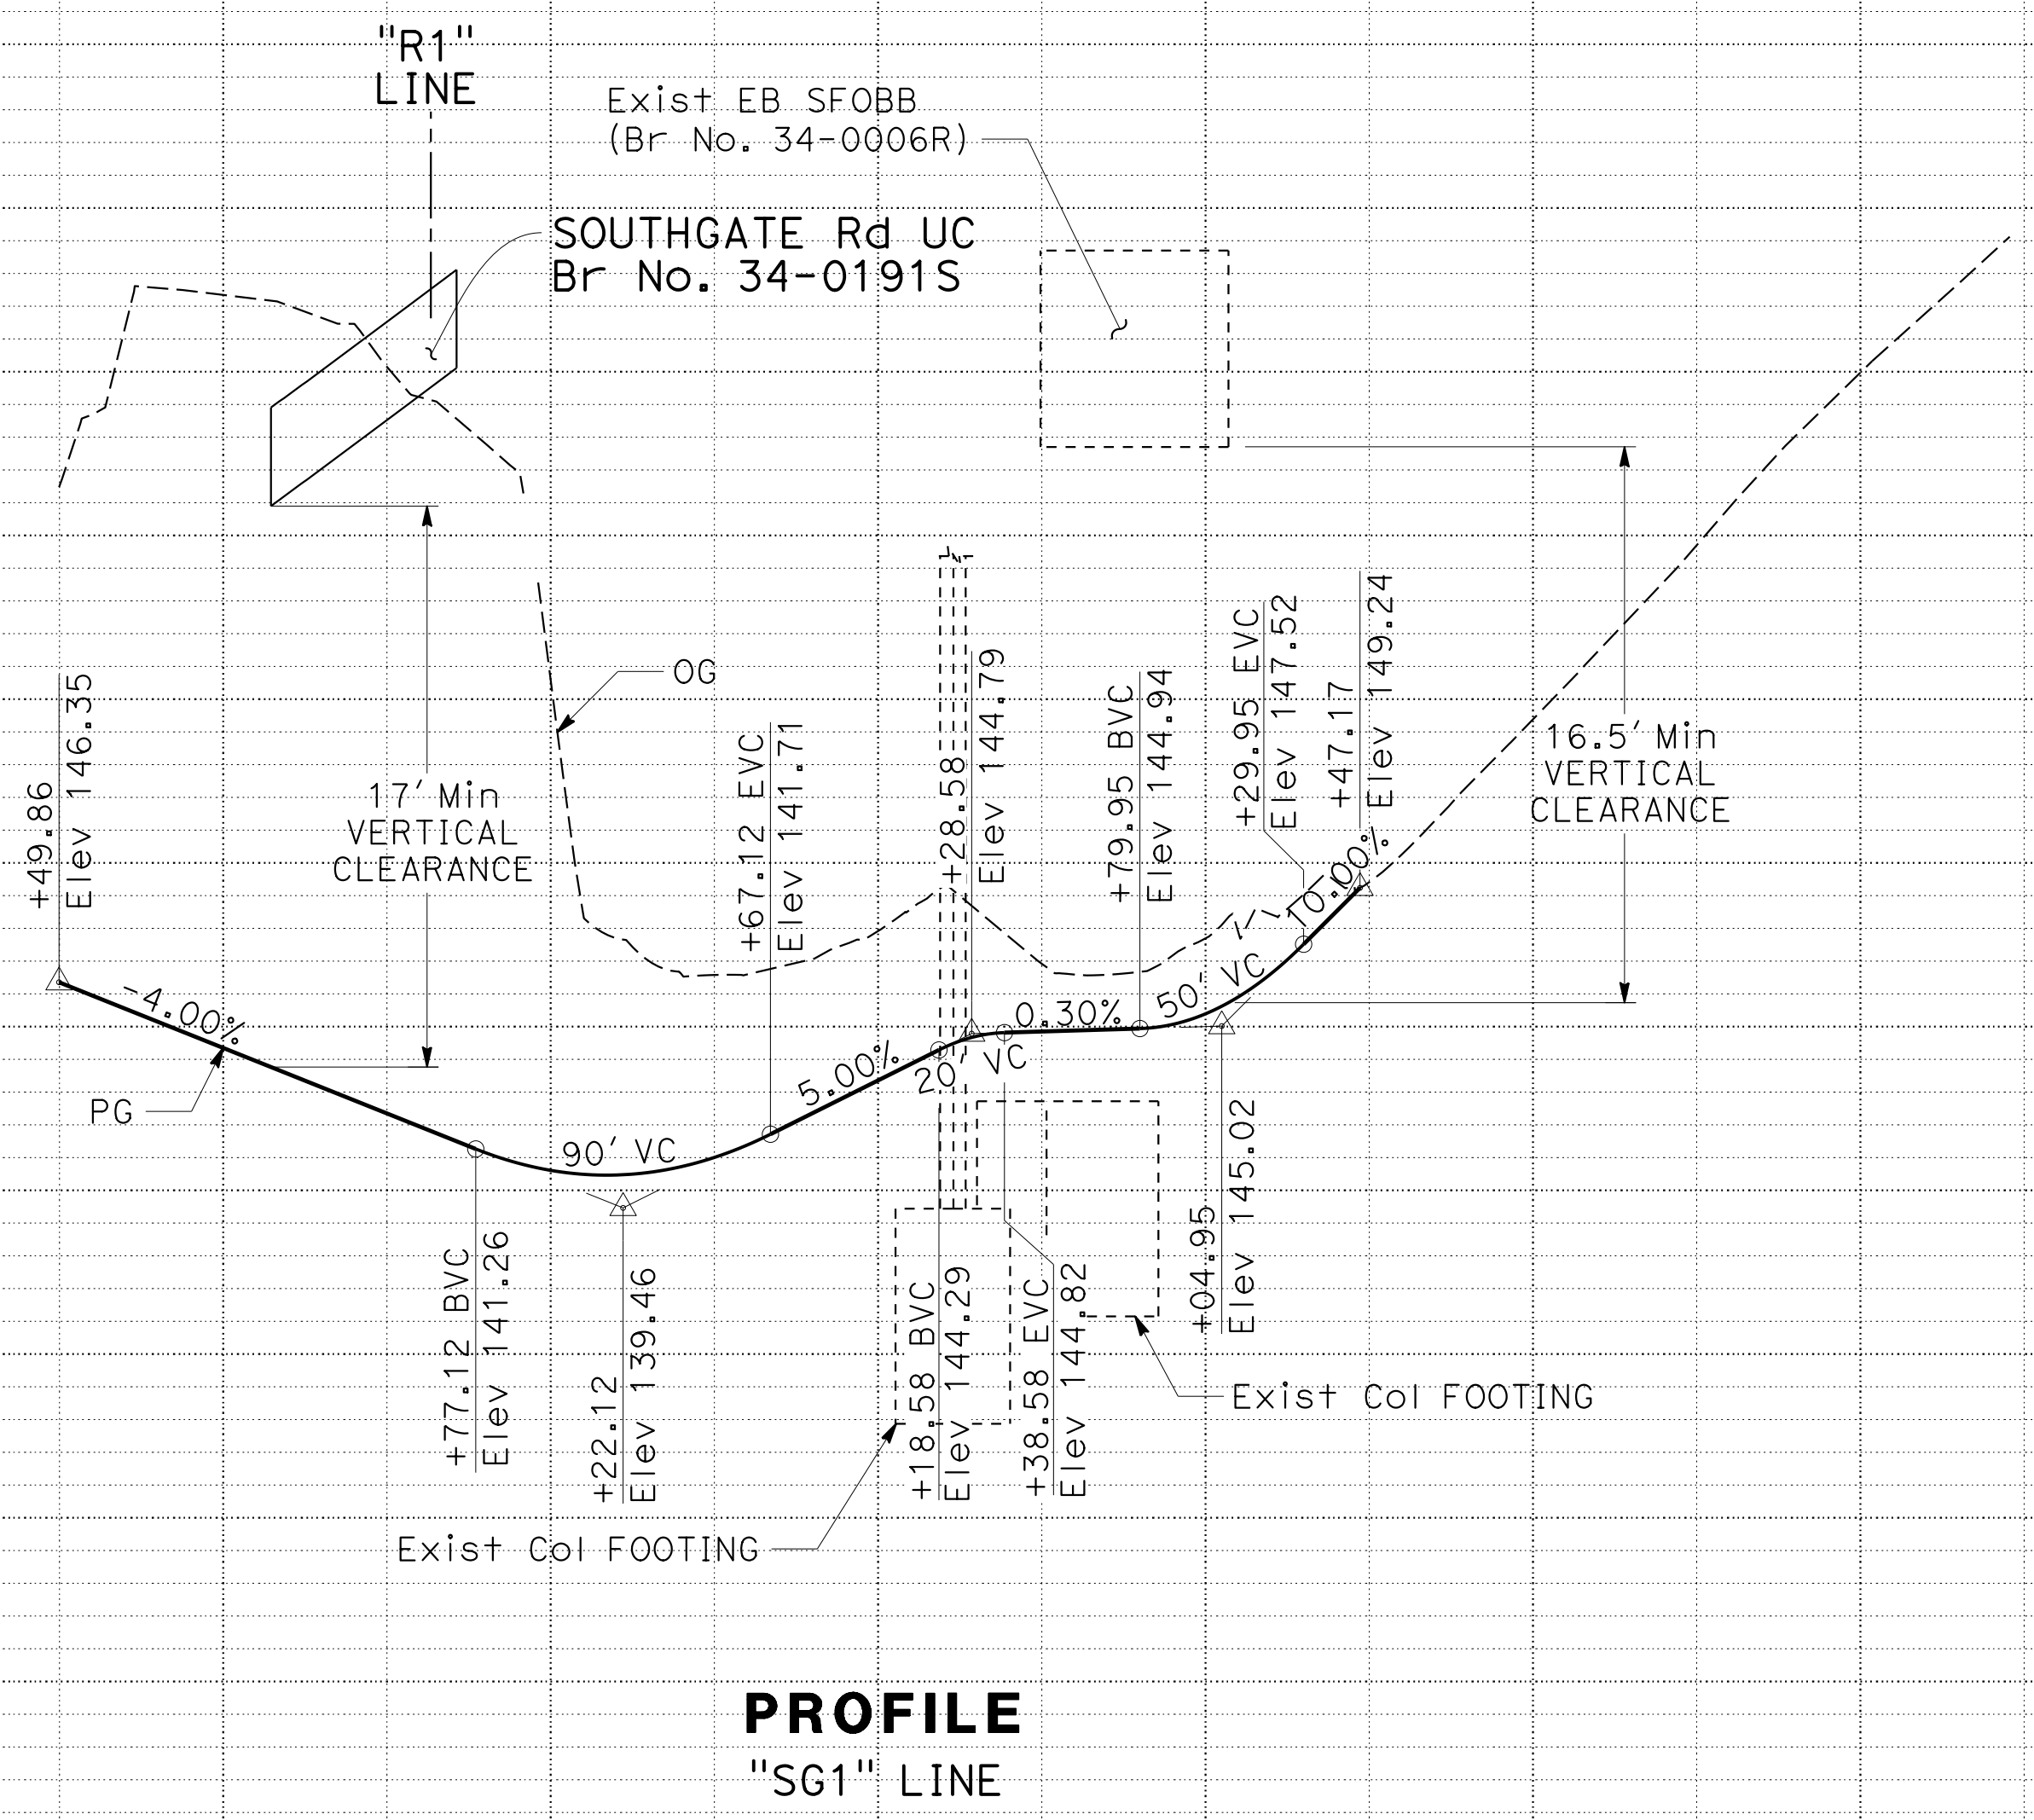 "R1"
LINE
Exist EB SFOBB
(Br No. 34-0006R)
SOUTHGATE Rd UC
Br No. 34-0191S
OG
17' Min
VERTICAL
CLEARANCE
16.5' Min
VERTICAL
CLEARANCE
+49.86
Elev 146.35
+67.12 EVC
Elev 141.71
+28.58
Elev 144.79
+79.95 BVC
Elev 144.94
+29.95 EVC
Elev 147.52
+47.17
Elev 149.24
-4.00%
PG
90' VC
5.00%
20' VC
0.30%
50' VC
10.00%
+77.12 BVC
Elev 141.26
+22.12
Elev 139.46
+18.58 BVC
Elev 144.29
+38.58 EVC
Elev 144.82
+04.95
Elev 145.02
Exist Col FOOTING
Exist Col FOOTING
PROFILE
"SG1" LINE